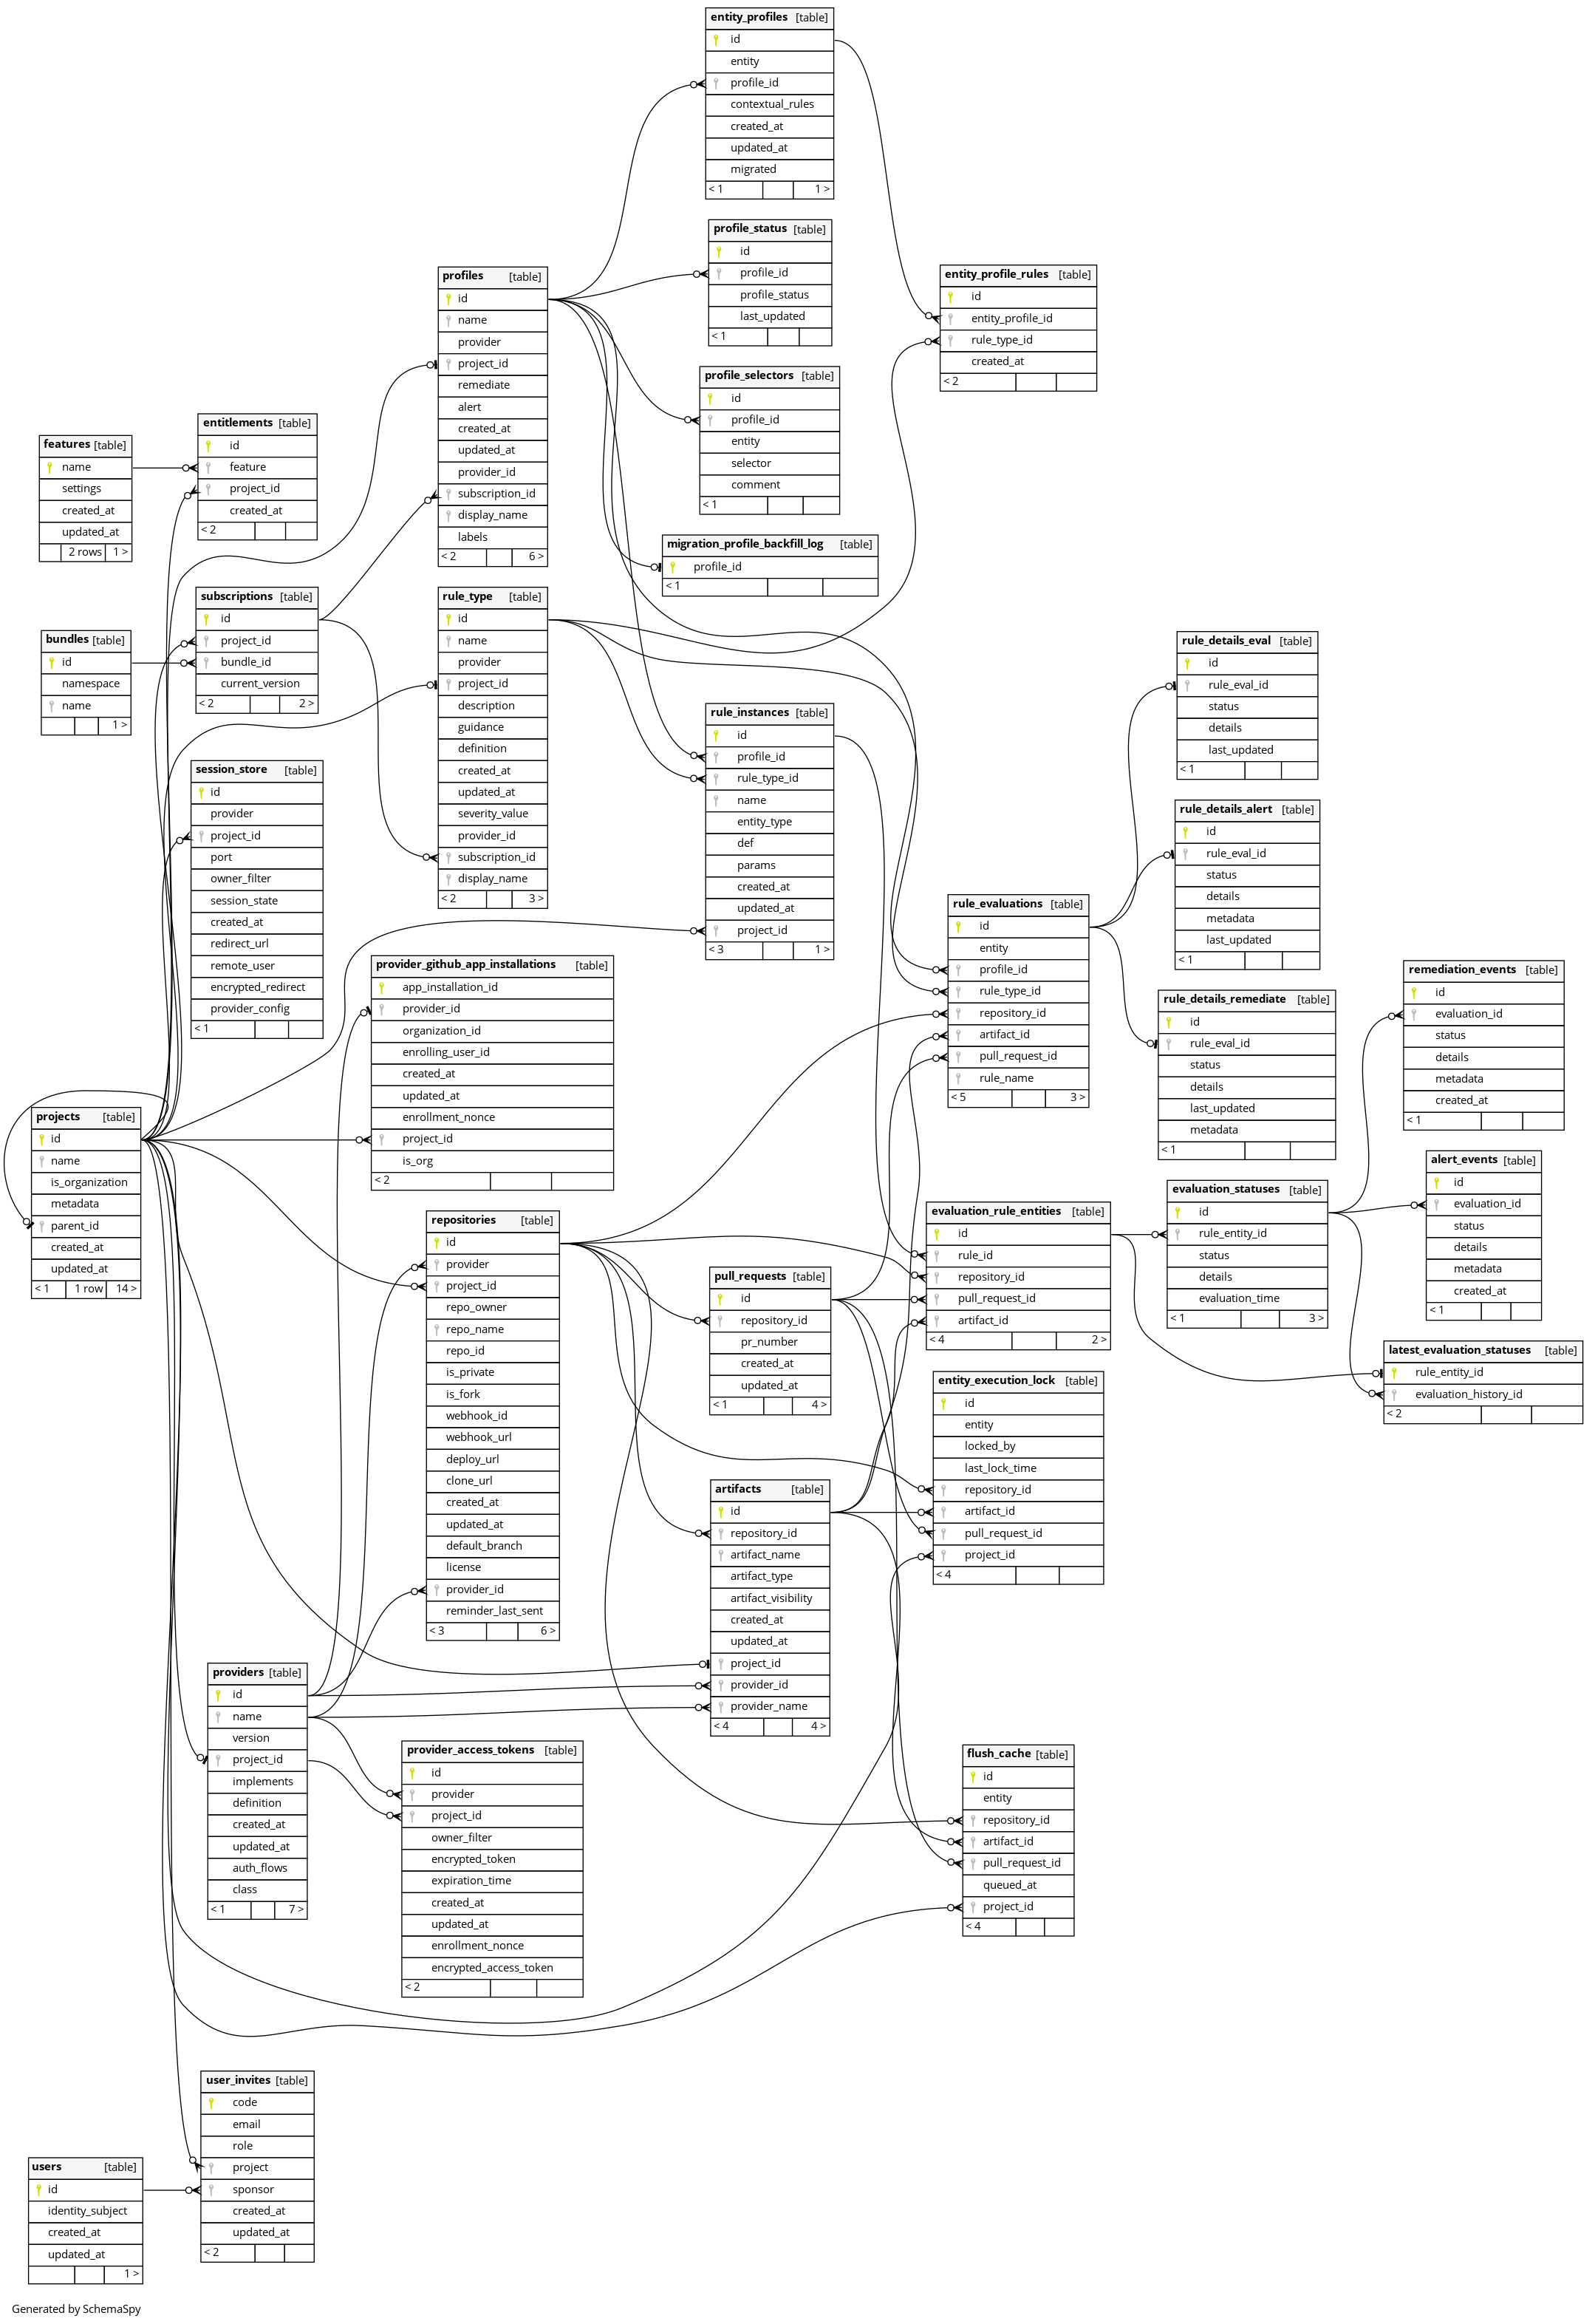 entity_profiles [table]
id
entity
profile_id
contextual_rules
created_at
updated_at
migrated
< 1 1 >
profile_status [table]
id
profile_id
profile_status
last_updated
< 1
profiles [table]
id
name
provider
project_id
remediate
alert
created_at
updated_at
provider_id
subscription_id
display_name
labels
< 2 6 >
entity_profile_rules [table]
id
entity_profile_id
rule_type_id
created_at
< 2
profile_selectors [table]
id
profile_id
entity
selector
comment
< 1
entitlements [table]
id
feature
project_id
created_at
< 2
features [table]
name
settings
created_at
updated_at
2 rows 1 >
migration_profile_backfill_log [table]
profile_id
< 1
subscriptions [table]
id
project_id
bundle_id
current_version
< 2 2 >
bundles [table]
id
namespace
name
1 >
rule_type [table]
id
name
provider
project_id
description
guidance
definition
created_at
updated_at
severity_value
provider_id
subscription_id
display_name
< 2 3 >
rule_details_eval [table]
id
rule_eval_id
status
details
last_updated
< 1
rule_instances [table]
id
profile_id
rule_type_id
name
entity_type
def
params
created_at
updated_at
project_id
< 3 1 >
session_store [table]
id
provider
project_id
port
owner_filter
session_state
created_at
redirect_url
remote_user
encrypted_redirect
provider_config
< 1
rule_details_alert [table]
id
rule_eval_id
status
details
metadata
last_updated
< 1
rule_evaluations [table]
id
entity
profile_id
rule_type_id
repository_id
artifact_id
pull_request_id
rule_name
< 5 3 >
provider_github_app_installations [table]
app_installation_id
provider_id
organization_id
enrolling_user_id
created_at
updated_at
enrollment_nonce
project_id
is_org
< 2
remediation_events [table]
id
evaluation_id
status
details
metadata
created_at
< 1
rule_details_remediate [table]
id
rule_eval_id
status
details
last_updated
metadata
< 1
projects [table]
id
name
is_organization
metadata
parent_id
created_at
updated_at
< 1 1 row 14 >
alert_events [table]
id
evaluation_id
status
details
metadata
created_at
< 1
evaluation_statuses [table]
id
rule_entity_id
status
details
evaluation_time
< 1 3 >
evaluation_rule_entities [table]
id
rule_id
repository_id
pull_request_id
artifact_id
< 4 2 >
repositories [table]
id
provider
project_id
repo_owner
repo_name
repo_id
is_private
is_fork
webhook_id
webhook_url
deploy_url
clone_url
created_at
updated_at
default_branch
license
provider_id
reminder_last_sent
< 3 6 >
pull_requests [table]
id
repository_id
pr_number
created_at
updated_at
< 1 4 >
latest_evaluation_statuses [table]
rule_entity_id
evaluation_history_id
< 2
entity_execution_lock [table]
id
entity
locked_by
last_lock_time
repository_id
artifact_id
pull_request_id
project_id
< 4
artifacts [table]
id
repository_id
artifact_name
artifact_type
artifact_visibility
created_at
updated_at
project_id
provider_id
provider_name
< 4 4 >
providers [table]
id
name
version
project_id
implements
definition
created_at
updated_at
auth_flows
class
< 1 7 >
provider_access_tokens [table]
id
provider
project_id
owner_filter
encrypted_token
expiration_time
created_at
updated_at
enrollment_nonce
encrypted_access_token
< 2
flush_cache [table]
id
entity
repository_id
artifact_id
pull_request_id
queued_at
project_id
< 4
user_invites [table]
code
email
role
project
sponsor
created_at
updated_at
< 2
users [table]
id
identity_subject
created_at
updated_at
1 >
Generated by SchemaSpy